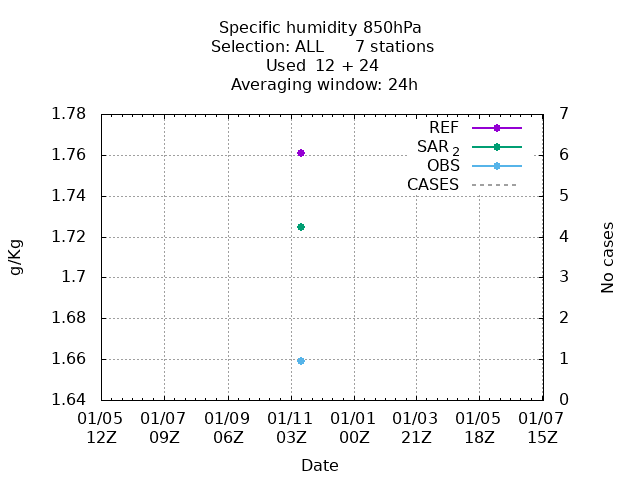 Specific humidity 850hPa
Selection: ALL 7 stations
Used 12 + 24
Averaging window: 24h
1.78
1.76
1.74
1.72
1.7
1.68
1.66
1.64
g/Kg
REF
SAR 2
OBS
CASES
7
6
5
4
3
2
1
0
No cases
01/05 01/07 01/09 01/11 01/01 01/03 01/05 01/07
12Z 09Z 06Z 03Z 00Z 21Z 18Z 15Z
Date